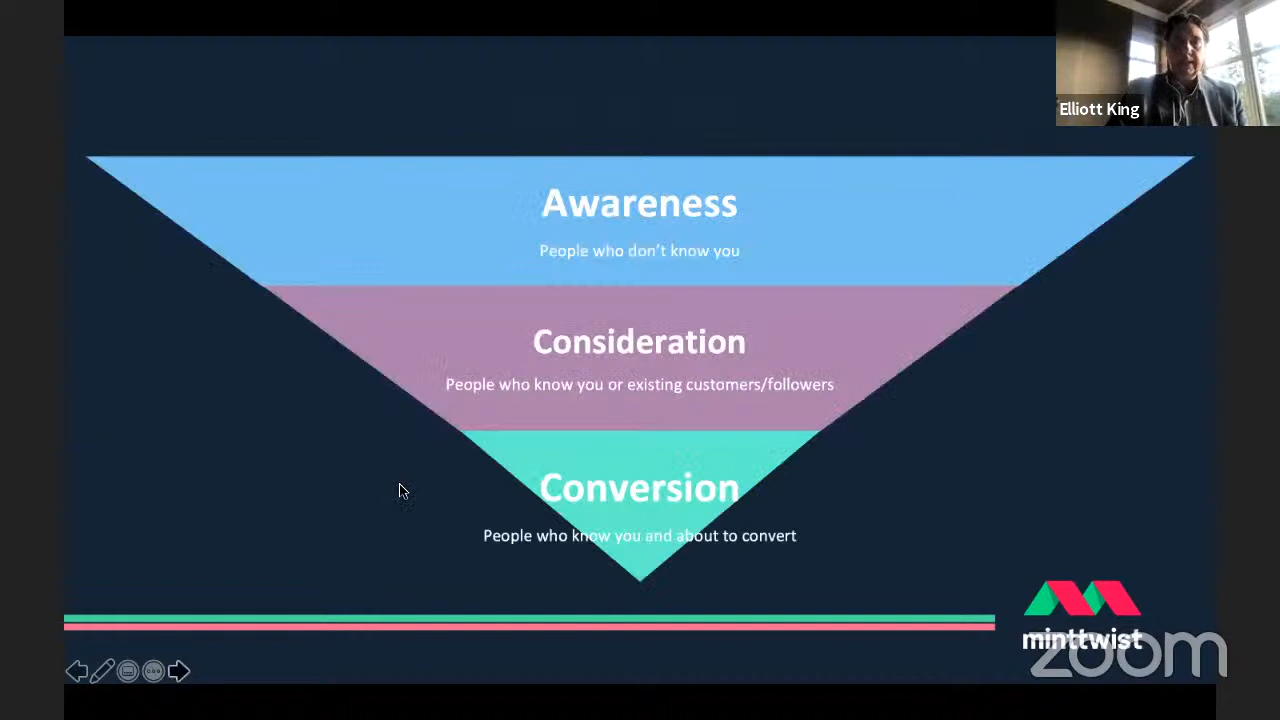 Elliott King
Awareness
People who don't know you
Consideration
People who know you or existing customers/followers
Conversion
People who know you and about to convert
minttwist
zoom